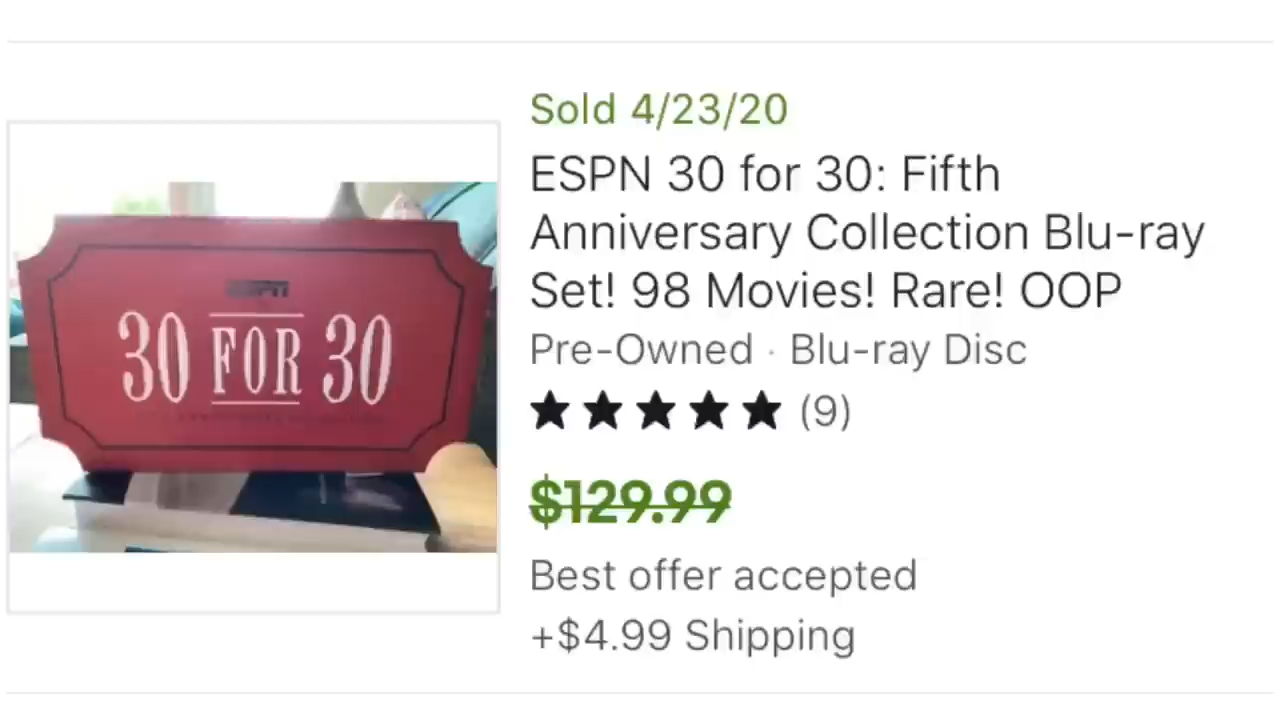 Sold 4/23/20
ESPN 30 for 30: Fifth
Anniversary Collection Blu-ray
Set! 98 Movies! Rare! OOP
Pre-Owned · Blu-ray Disc
(9)
$129.99
Best offer accepted
+$4.99 Shipping
ESPN
30 FOR 30